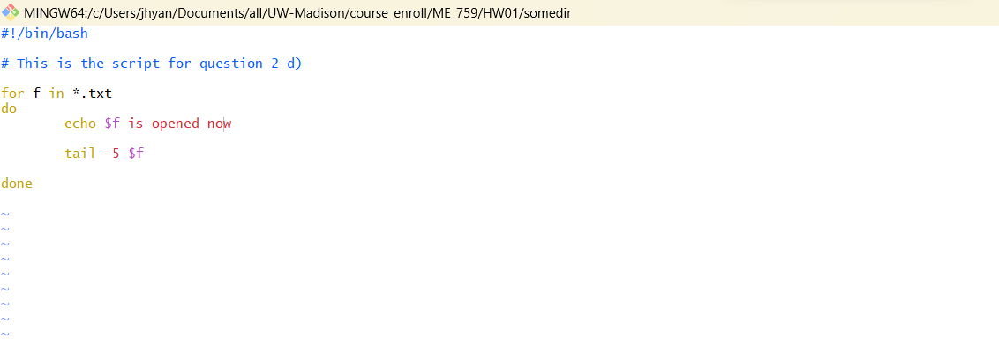 MINGW64:/c/Users/jhyan/Documents/all/UW-Madison/course_enroll/ME_759/HW01/somedir
#!/bin/bash
# This is the script for question 2 d)
for f in *.txt
do
        echo $f is opened now
        tail -5 $f
done
~
~
~
~
~
~
~
~
~